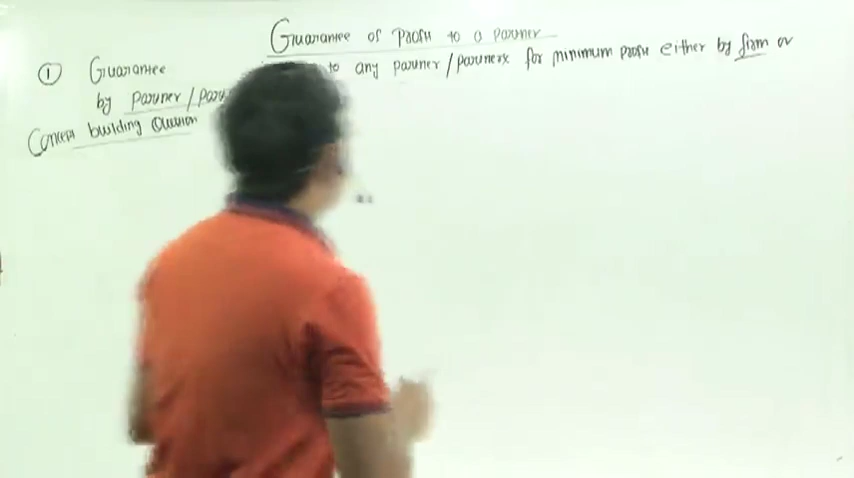 Guarantee of Profit to a Partner
① Guarantee to any partner/partners for minimum profit either by firm or
by partner/
Concept building Question